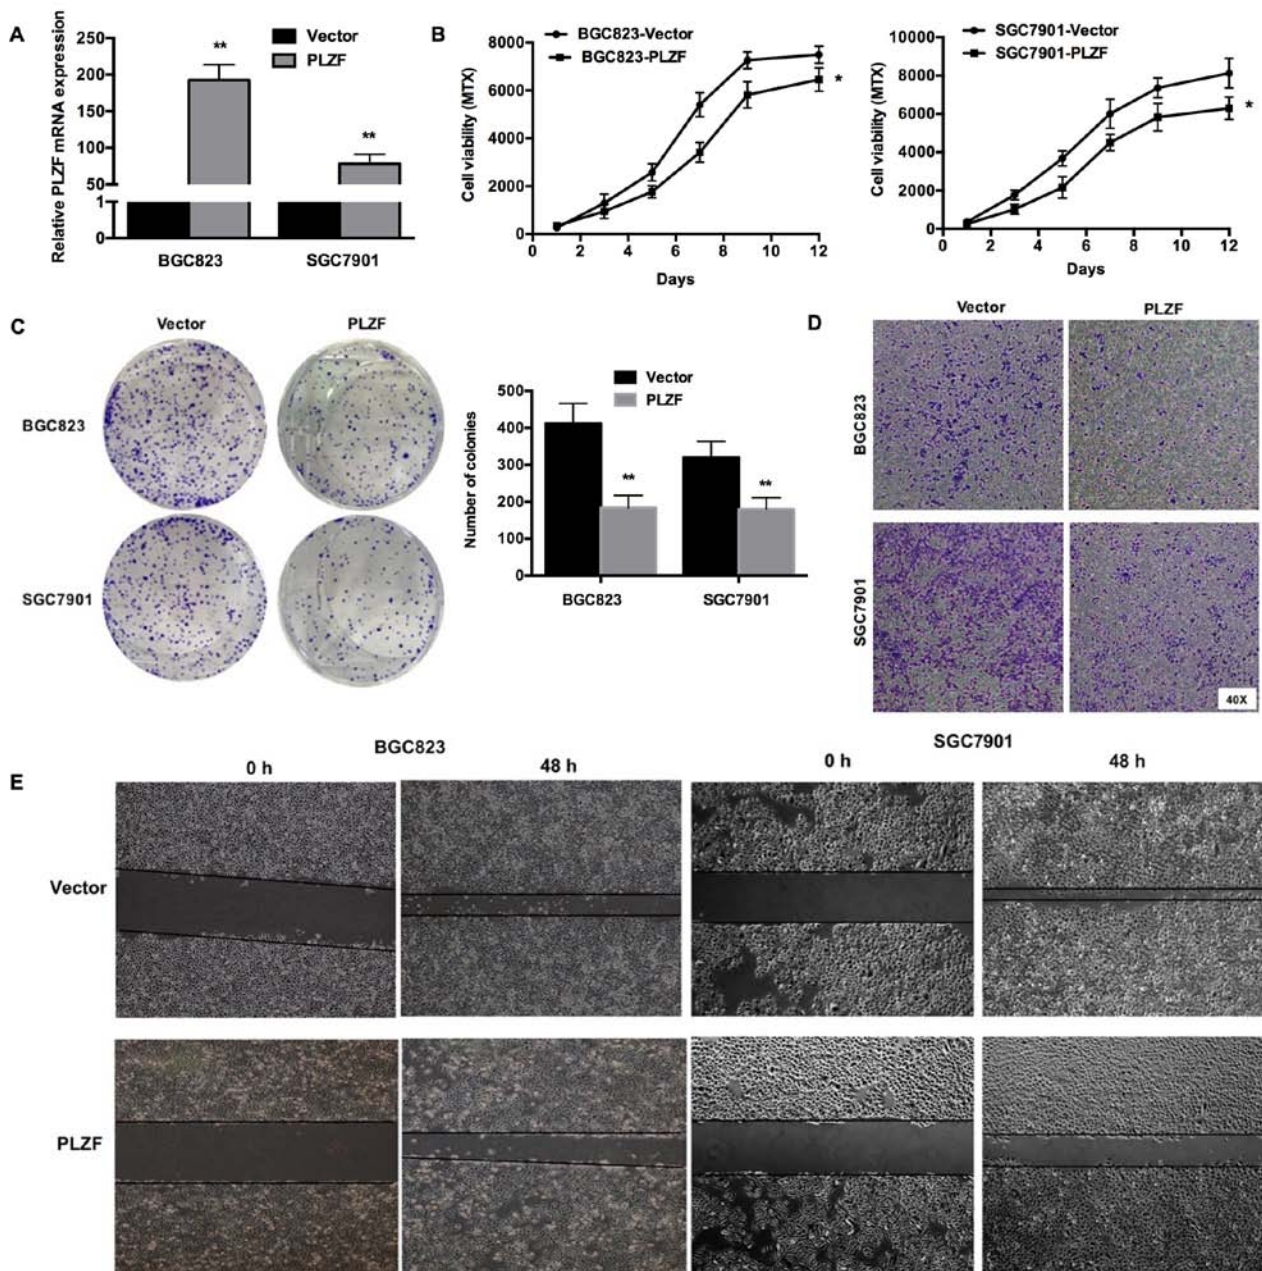 A
Relative PLZF mRNA expression
250
200
150
100
50
1
0
**
**
Vector
PLZF
BGC823
SGC7901
B
Cell viability (MTX)
8000
6000
4000
2000
0
BGC823-Vector
BGC823-PLZF
*
0
2
4
6
8
10
12
Days
Cell viability (MTX)
10000
8000
6000
4000
2000
0
SGC7901-Vector
SGC7901-PLZF
*
0
2
4
6
8
10
12
Days
C
Vector
PLZF
BGC823
SGC7901
Number of colonies
500
400
300
200
100
0
Vector
PLZF
**
**
BGC823
SGC7901
D
Vector
PLZF
BGC823
SGC7901
40X
E
BGC823
SGC7901
0 h
48 h
0 h
48 h
Vector
PLZF